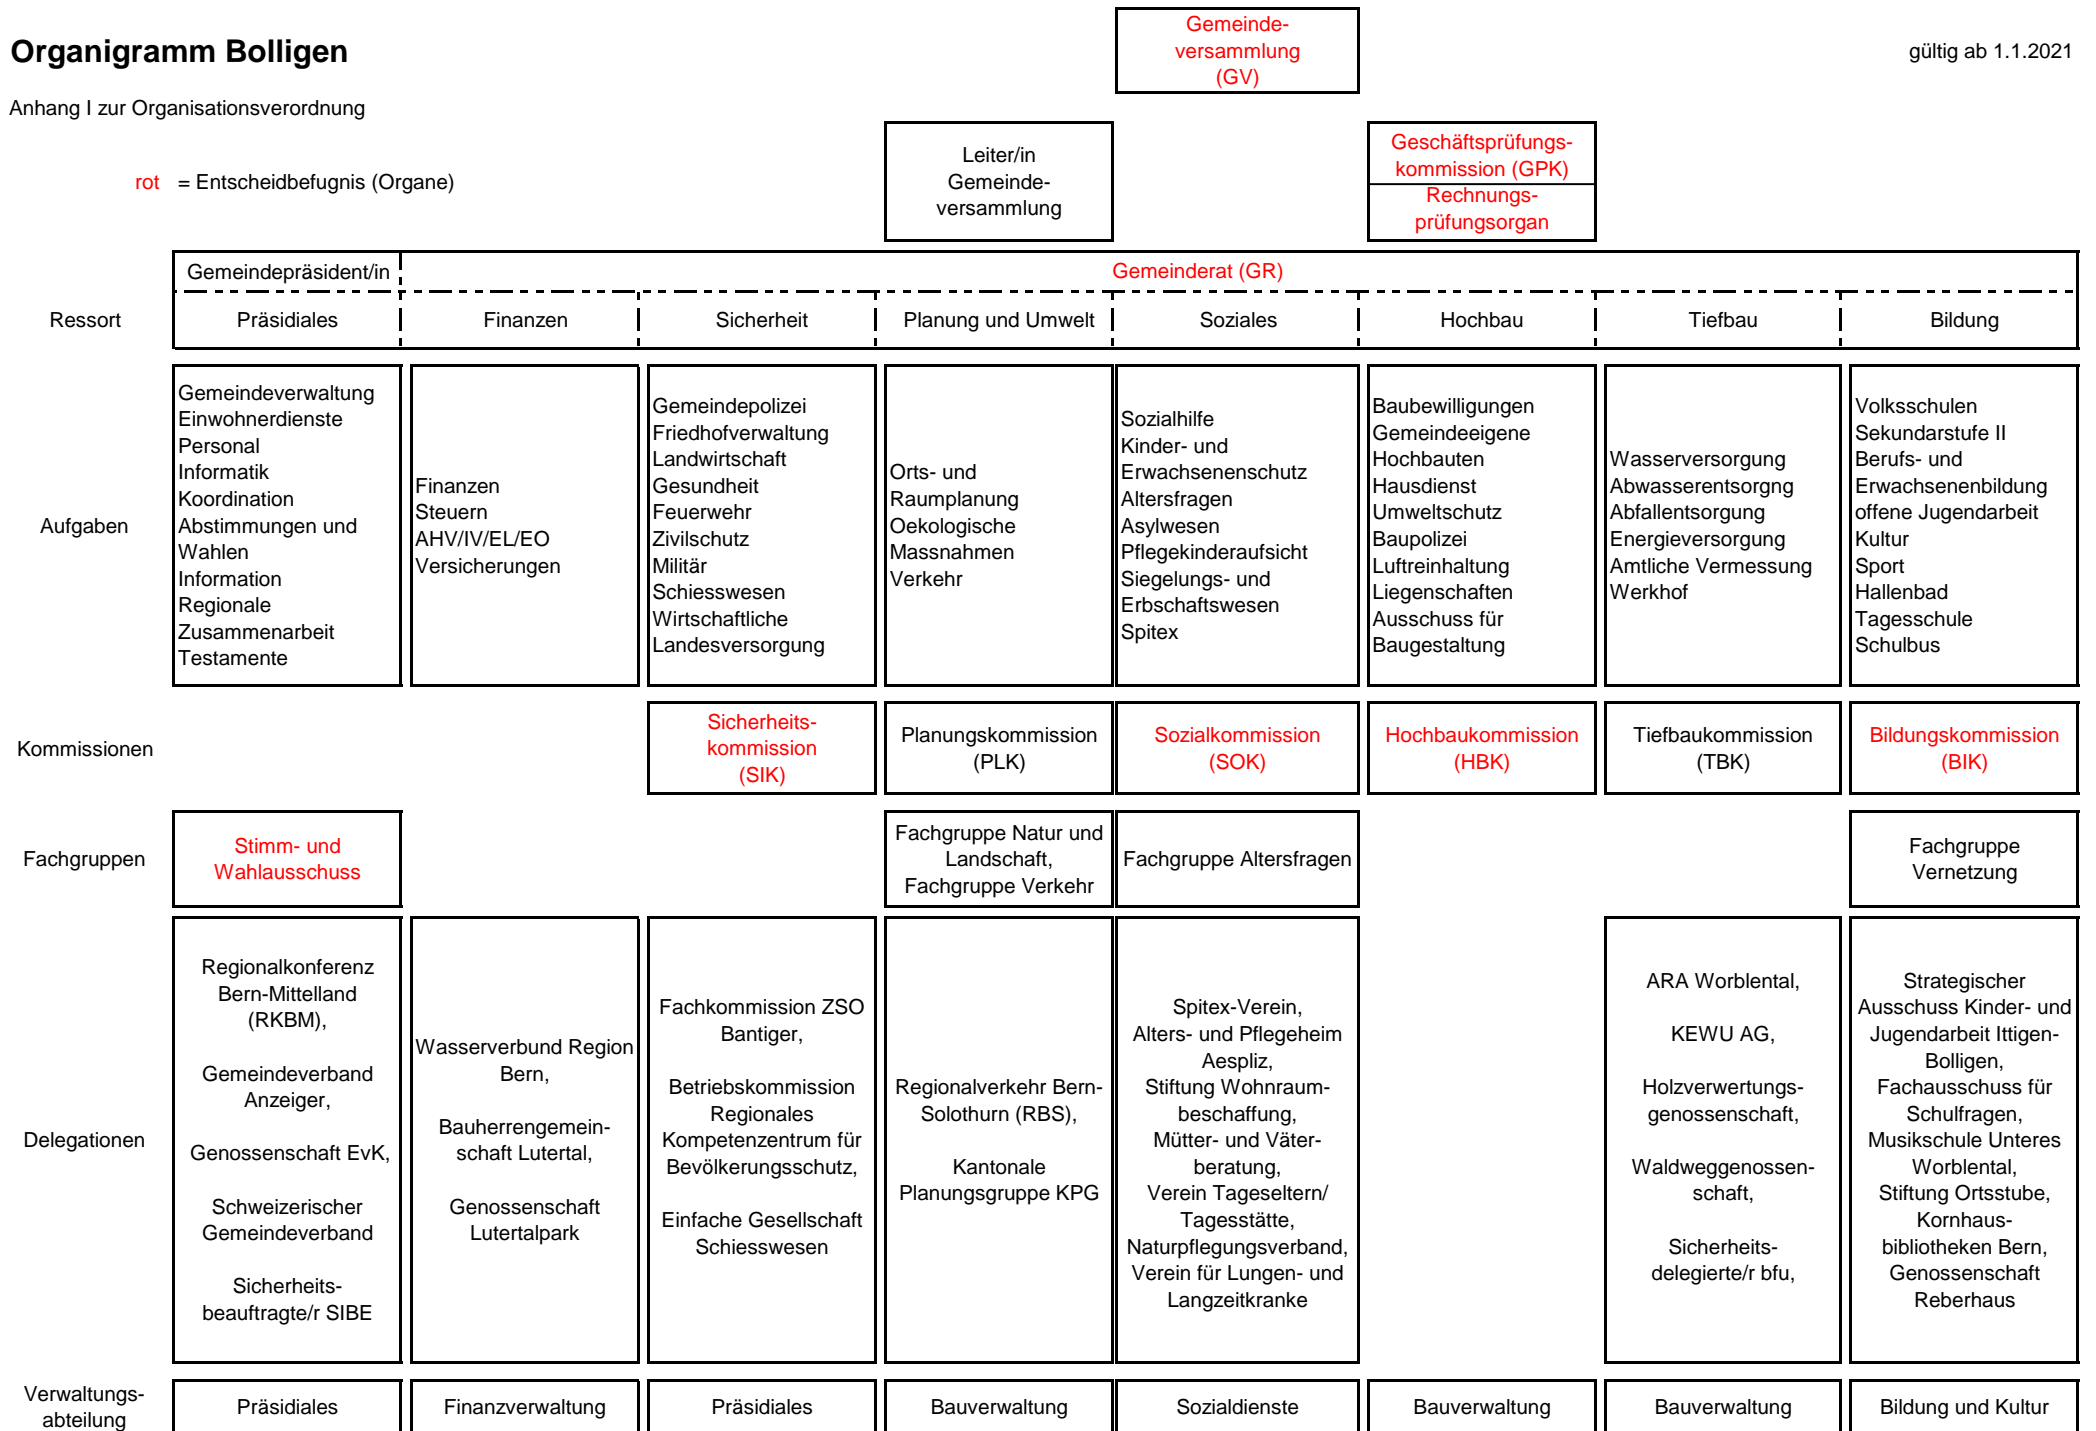 Gemeinde-
versammlung
(GV)
Organigramm Bolligen
gültig ab 1.1.2021
Anhang I zur Organisationsverordnung
rot = Entscheidbefugnis (Organe)
Leiter/in
Gemeinde-
versammlung
Geschäftsprüfungs-
kommission (GPK)
Rechnungs-
prüfungsorgan
Gemeindepräsident/in
Gemeinderat (GR)
Ressort
Präsidiales
Finanzen
Sicherheit
Planung und Umwelt
Soziales
Hochbau
Tiefbau
Bildung
Aufgaben
Gemeindeverwaltung
Einwohnerdienste
Personal
Informatik
Koordination
Abstimmungen und
Wahlen
Information
Regionale
Zusammenarbeit
Testamente
Finanzen
Steuern
AHV/IV/EL/EO
Versicherungen
Gemeindepolizei
Friedhofverwaltung
Landwirtschaft
Gesundheit
Feuerwehr
Zivilschutz
Militär
Schiesswesen
Wirtschaftliche
Landesversorgung
Orts- und
Raumplanung
Oekologische
Massnahmen
Verkehr
Sozialhilfe
Kinder- und
Erwachsenenschutz
Altersfragen
Asylwesen
Pflegekinderaufsicht
Siegelungs- und
Erbschaftswesen
Spitex
Baubewilligungen
Gemeindeeigene
Hochbauten
Hausdienst
Umweltschutz
Baupolizei
Luftreinhaltung
Liegenschaften
Ausschuss für
Baugestaltung
Wasserversorgung
Abwasserentsorgng
Abfallentsorgung
Energieversorgung
Amtliche Vermessung
Werkhof
Volksschulen
Sekundarstufe II
Berufs- und
Erwachsenenbildung
offene Jugendarbeit
Kultur
Sport
Hallenbad
Tagesschule
Schulbus
Kommissionen
Sicherheits-
kommission
(SIK)
Planungskommission
(PLK)
Sozialkommission
(SOK)
Hochbaukommission
(HBK)
Tiefbaukommission
(TBK)
Bildungskommission
(BIK)
Fachgruppen
Stimm- und
Wahlausschuss
Fachgruppe Natur und
Landschaft,
Fachgruppe Verkehr
Fachgruppe Altersfragen
Fachgruppe
Vernetzung
Delegationen
Regionalkonferenz
Bern-Mittelland
(RKBM),
Gemeindeverband
Anzeiger,
Genossenschaft EvK,
Schweizerischer
Gemeindeverband
Sicherheits-
beauftragte/r SIBE
Wasserverbund Region
Bern,
Bauherrengemein-
schaft Lutertal,
Genossenschaft
Lutertalpark
Fachkommission ZSO
Bantiger,
Betriebskommission
Regionales
Kompetenzentrum für
Bevölkerungsschutz,
Einfache Gesellschaft
Schiesswesen
Regionalverkehr Bern-
Solothurn (RBS),
Kantonale
Planungsgruppe KPG
Spitex-Verein,
Alters- und Pflegeheim
Aespliz,
Stiftung Wohnraum-
beschaffung,
Mütter- und Väter-
beratung,
Verein Tageseltern/
Tagesstätte,
Naturpflegungsverband,
Verein für Lungen- und
Langzeitkranke
ARA Worblental,
KEWU AG,
Holzverwertungs-
genossenschaft,
Waldweggenossen-
schaft,
Sicherheits-
delegierte/r bfu,
Strategischer
Ausschuss Kinder- und
Jugendarbeit Ittigen-
Bolligen,
Fachausschuss für
Schulfragen,
Musikschule Unteres
Worblental,
Stiftung Ortsstube,
Kornhaus-
bibliotheken Bern,
Genossenschaft
Reberhaus
Verwaltungs-
abteilung
Präsidiales
Finanzverwaltung
Präsidiales
Bauverwaltung
Sozialdienste
Bauverwaltung
Bauverwaltung
Bildung und Kultur